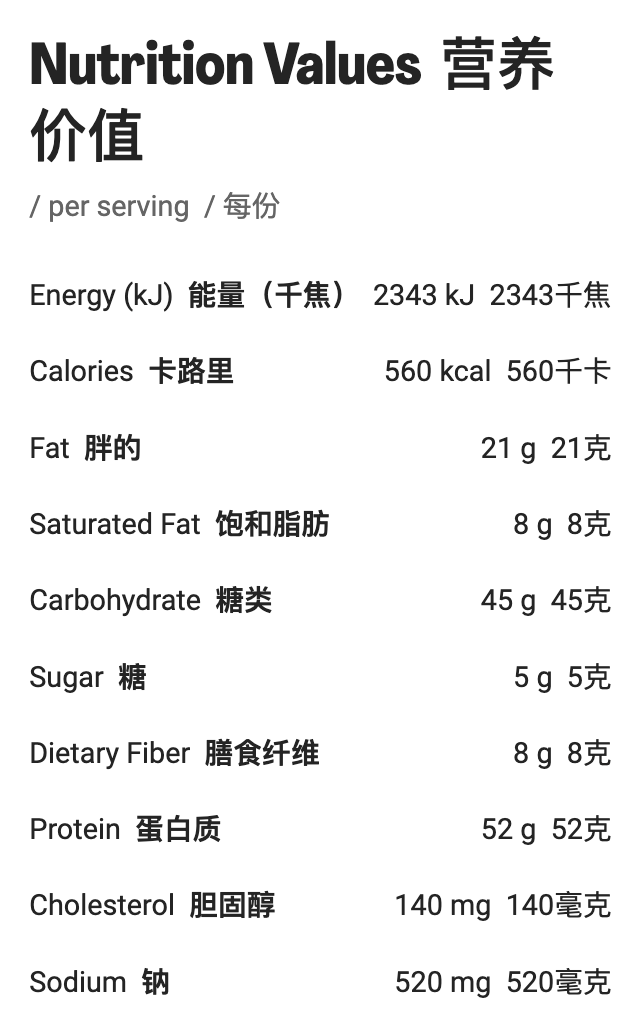 Nutrition Values 营养
价值
/ per serving / 每份
Energy (kJ) 能量（千焦） 2343 kJ 2343千焦
Calories 卡路里 560 kcal 560千卡
Fat 胖的 21 g 21克
Saturated Fat 饱和脂肪 8 g 8克
Carbohydrate 糖类 45 g 45克
Sugar 糖 5 g 5克
Dietary Fiber 膳食纤维 8 g 8克
Protein 蛋白质 52 g 52克
Cholesterol 胆固醇 140 mg 140毫克
Sodium 钠 520 mg 520毫克